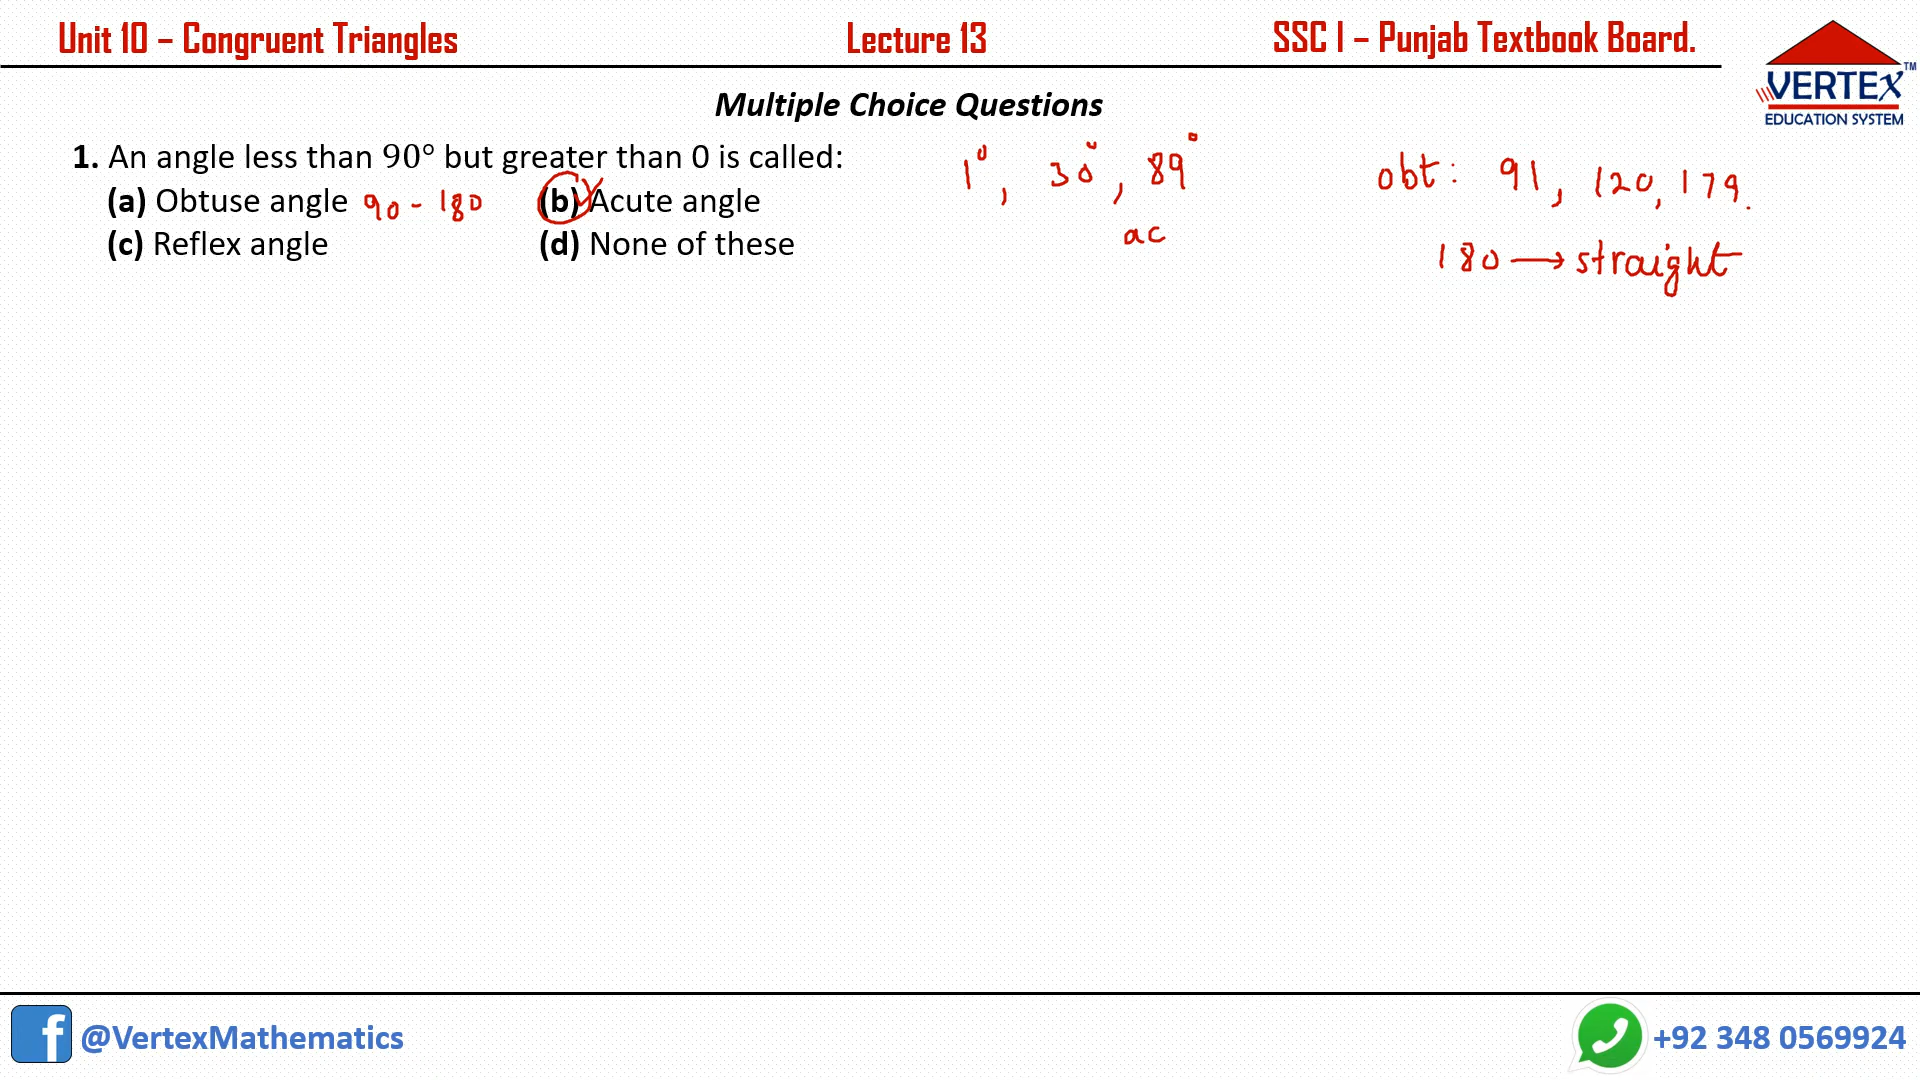 Unit 10 – Congruent Triangles Lecture 13 SSC I – Punjab Textbook Board.
VERTEX TM
EDUCATION SYSTEM
Multiple Choice Questions
1. An angle less than 90° but greater than 0 is called:
(a) Obtuse angle 90 - 180 (b) Acute angle
(c) Reflex angle (d) None of these
1°, 30°, 89°
ac
obt: 91, 120, 179.
180 → straight
f @VertexMathematics +92 348 0569924